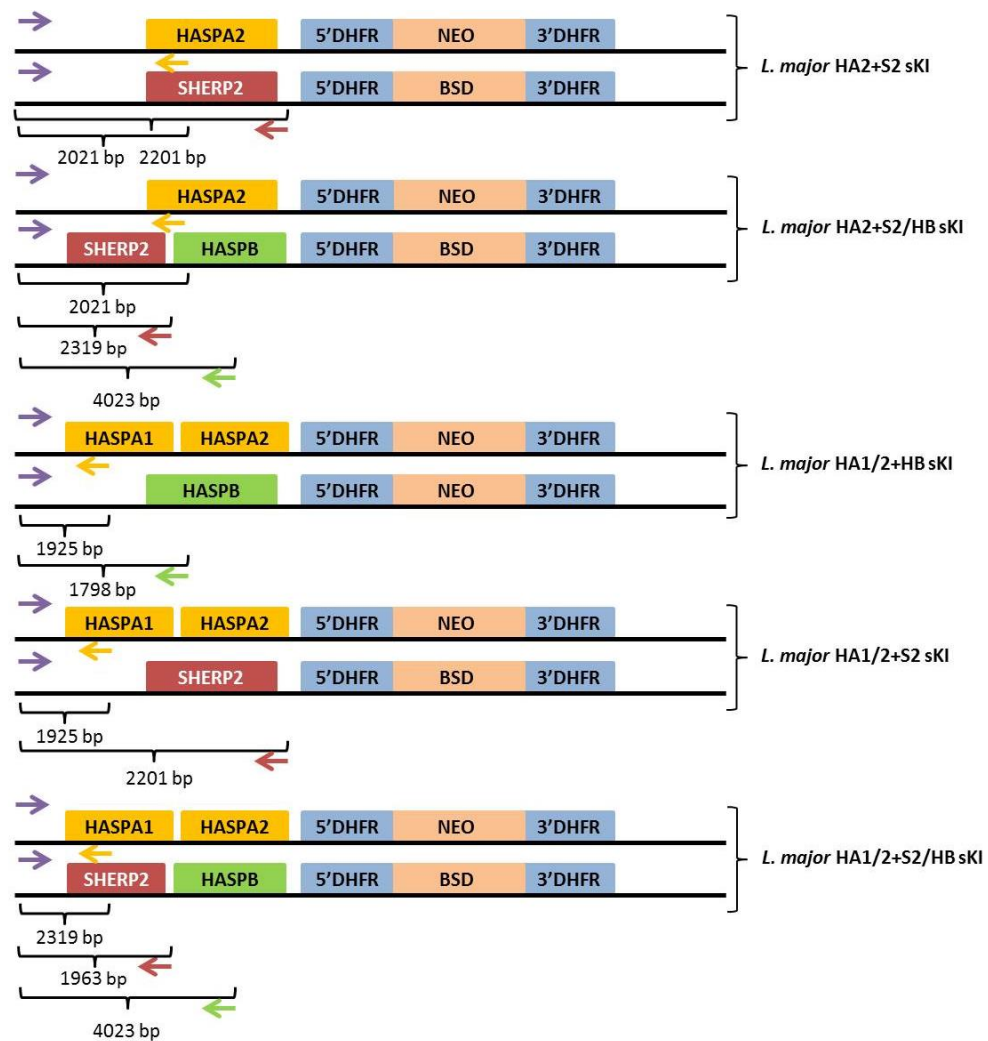 HASPA2 5'DHFR NEO 3'DHFR
L. major HA2+S2 sKI
SHERP2 5'DHFR BSD 3'DHFR
2021 bp 2201 bp
HASPA2 5'DHFR NEO 3'DHFR
L. major HA2+S2/HB sKI
SHERP2 HASPB 5'DHFR BSD 3'DHFR
2021 bp
2319 bp
4023 bp
HASPA1 HASPA2 5'DHFR NEO 3'DHFR
L. major HA1/2+HB sKI
HASPB 5'DHFR NEO 3'DHFR
1925 bp
1798 bp
HASPA1 HASPA2 5'DHFR NEO 3'DHFR
L. major HA1/2+S2 sKI
SHERP2 5'DHFR BSD 3'DHFR
1925 bp
2201 bp
HASPA1 HASPA2 5'DHFR NEO 3'DHFR
L. major HA1/2+S2/HB sKI
SHERP2 HASPB 5'DHFR BSD 3'DHFR
2319 bp
1963 bp
4023 bp